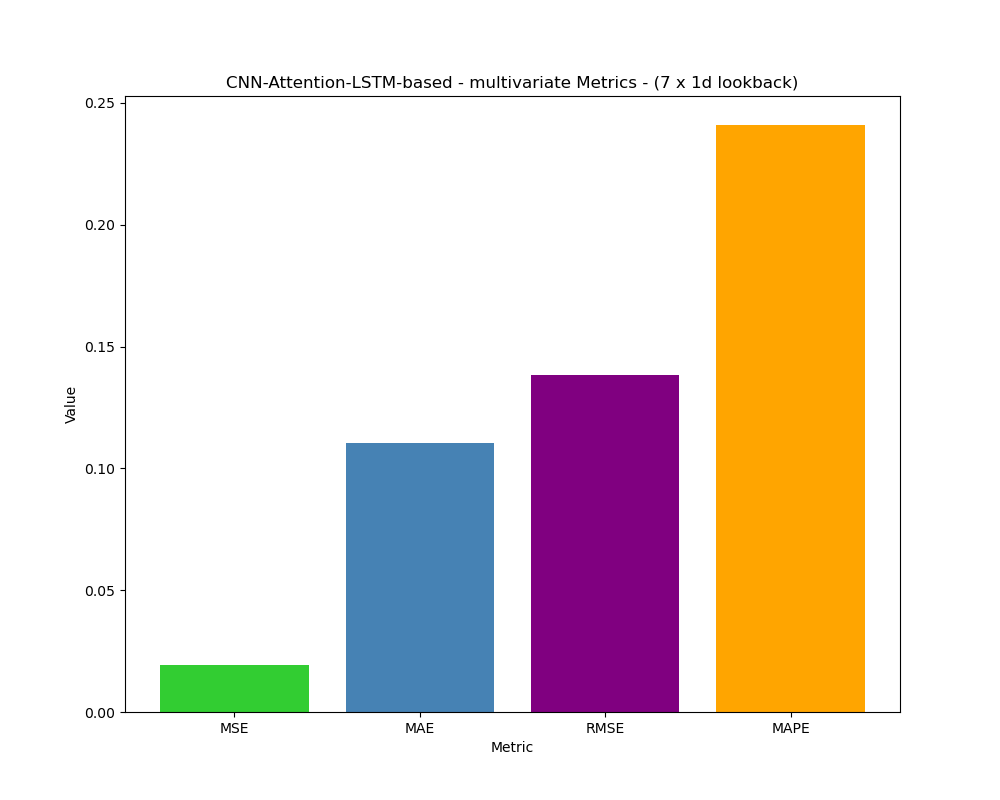 CNN-Attention-LSTM-based - multivariate Metrics - (7 x 1d lookback)
0.25
0.20
0.15
0.10
0.05
0.00
Value
MSE MAE RMSE MAPE
Metric